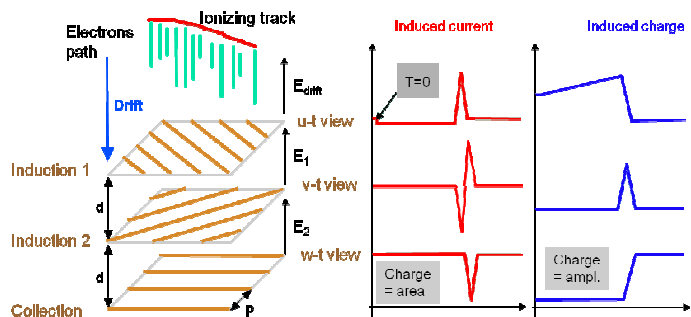 Ionizing track
Electrons
path
Drift
Edrift
u-t view
Induction 1
E1
d
v-t view
Induction 2
E2
d
w-t view
Collection
p
Induced current
T=0
Charge
= area
Induced charge
Charge
= ampl.